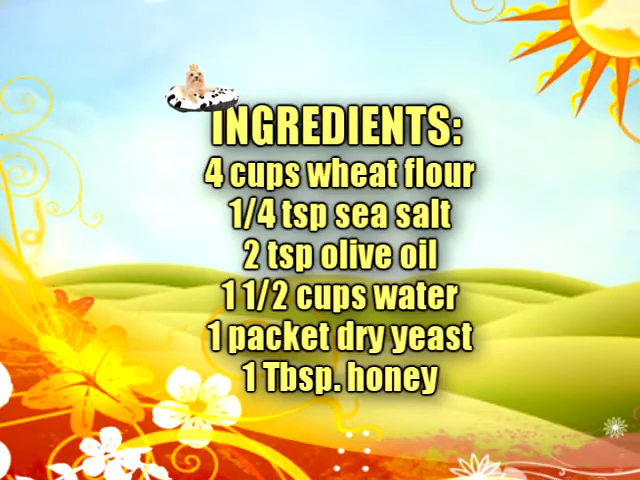 INGREDIENTS:
4 cups wheat flour
1/4 tsp sea salt
2 tsp olive oil
1 1/2 cups water
1 packet dry yeast
1 Tbsp. honey